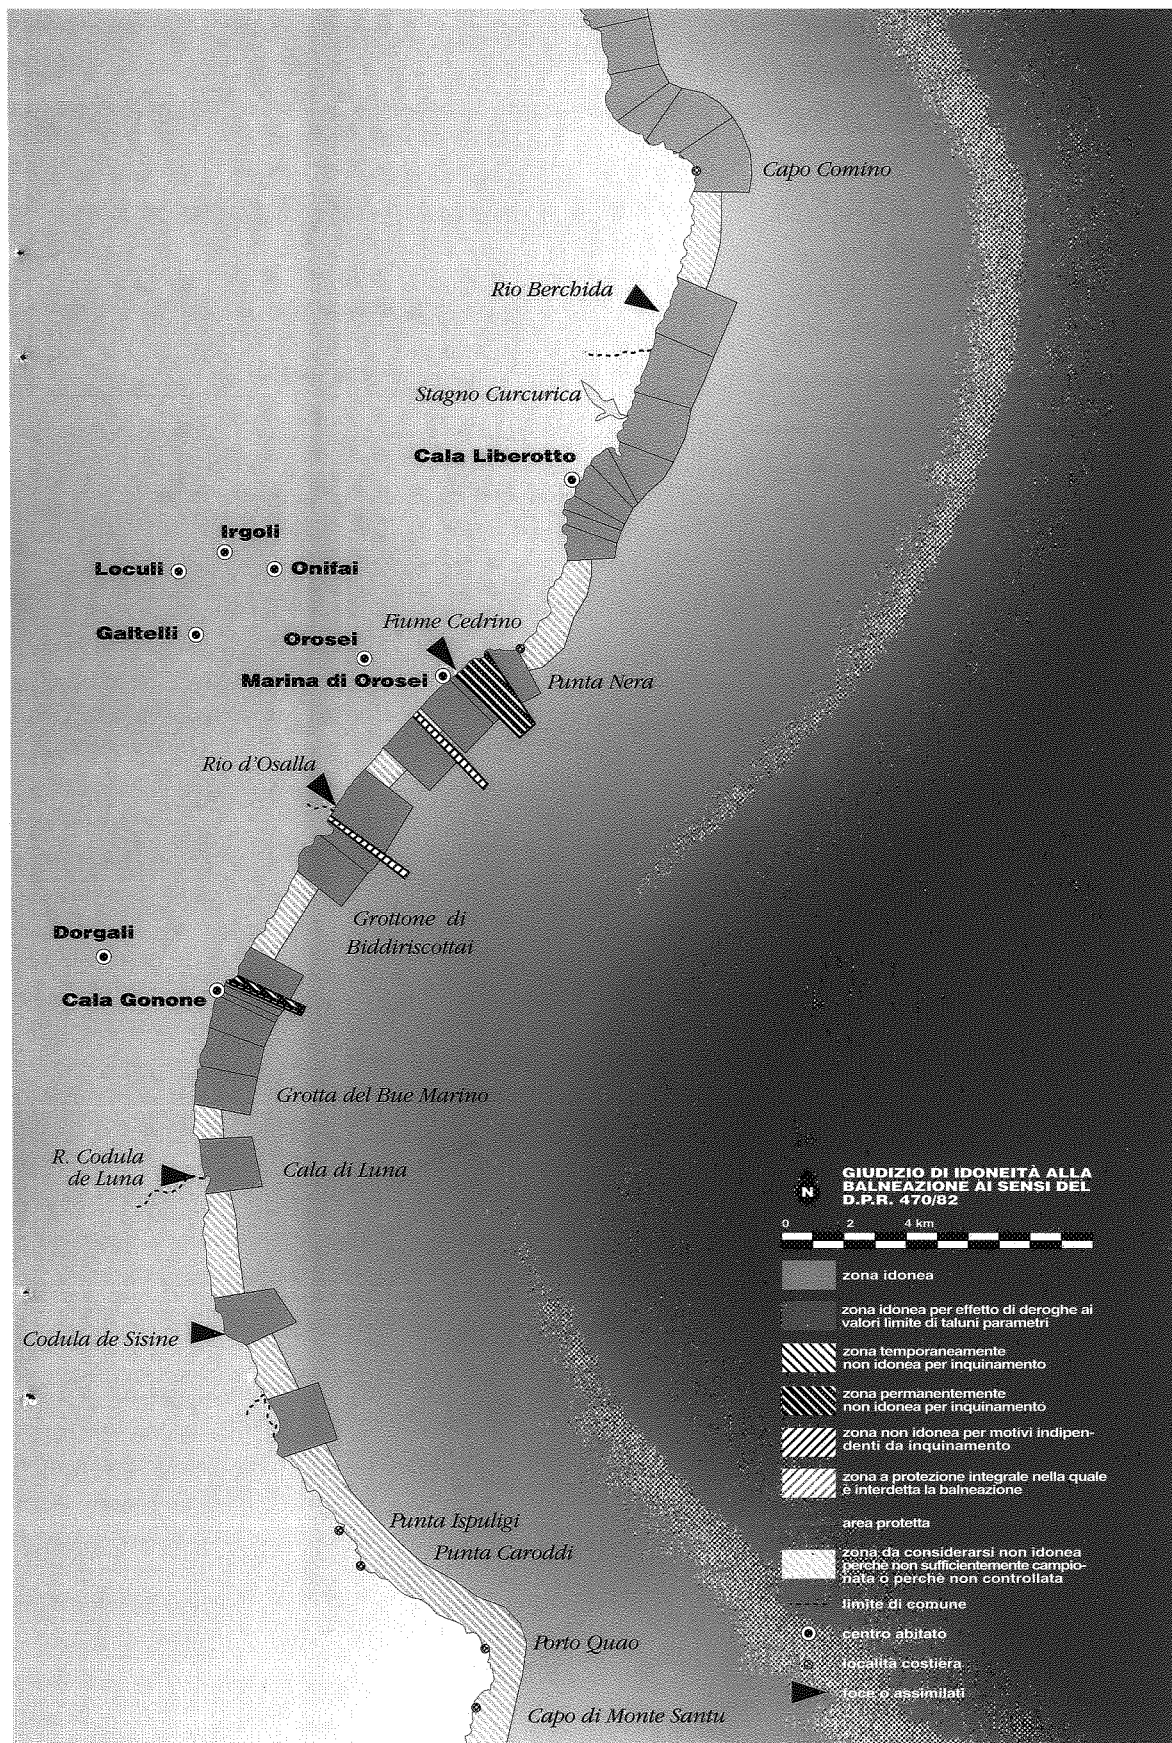 Capo Comino
Rio Berchida
Stagno Curcurica
Cala Liberotto
Irgoli
Loculi
Onifai
Galtelli
Fiume Cedrino
Orosei
Marina di Orosei
Punta Nera
Rio d'Osalla
Grottone di
Biddiriscottai
Dorgali
Cala Gonone
Grotta del Bue Marino
R. Codula
de Luna
Cala di Luna
Codula de Sisine
Punta Ispuligi
Punta Caroddi
Porto Quao
Capo di Monte Santu
N
GIUDIZIO DI IDONEITÀ ALLA
BALNEAZIONE AI SENSI DEL
D.P.R. 470/82
0 2 4 km
zona idonea
zona idonea per effetto di deroghe ai
valori limite di taluni parametri
zona temporaneamente
non idonea per inquinamento
zona permanentemente
non idonea per inquinamento
zona non idonea per motivi indipen-
denti da inquinamento
zona a protezione integrale nella quale
è interdetta la balneazione
area protetta
zona da considerarsi non idonea
perchè non sufficientemente campio-
nata o perchè non controllata
limite di comune
centro abitato
località costiera
foce o assimilati